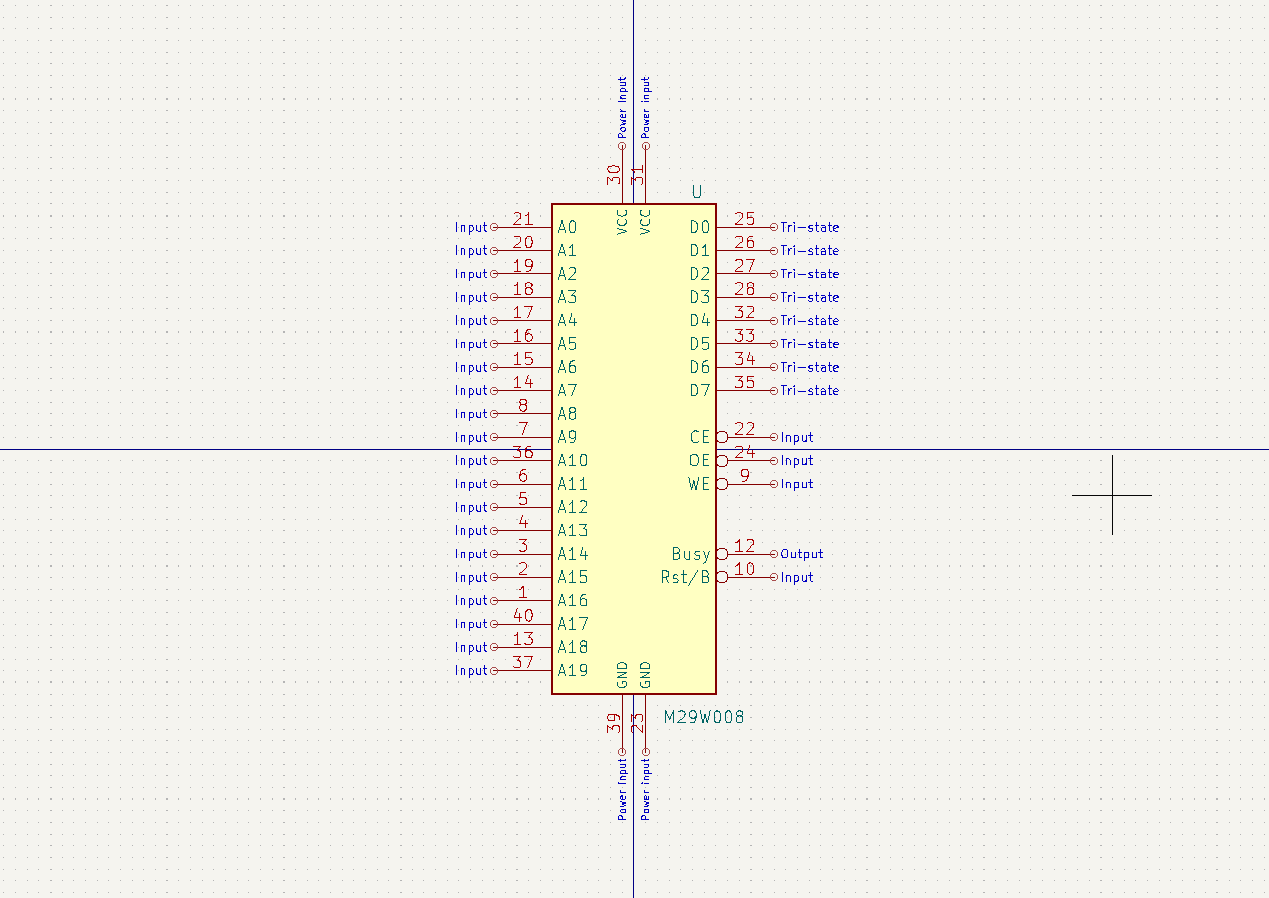 Power input Power input
30 31
U
Input 21 A0 VCC VCC D0 25 Tri-state
Input 20 A1 D1 26 Tri-state
Input 19 A2 D2 27 Tri-state
Input 18 A3 D3 28 Tri-state
Input 17 A4 D4 32 Tri-state
Input 16 A5 D5 33 Tri-state
Input 15 A6 D6 34 Tri-state
Input 14 A7 D7 35 Tri-state
Input 8 A8
Input 7 A9 CE 22 Input
Input 36 A10 OE 24 Input
Input 6 A11 WE 9 Input
Input 5 A12
Input 4 A13
Input 3 A14 Busy 12 Output
Input 2 A15 Rst/B 10 Input
Input 1 A16
Input 40 A17
Input 13 A18
Input 37 A19 GND GND
39 23 M29W008
Power input Power input